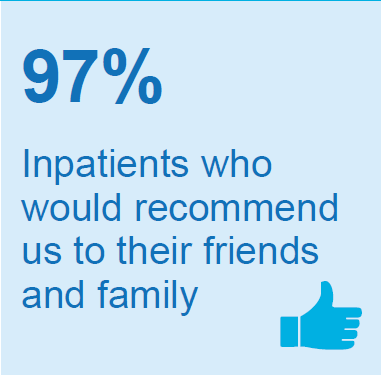 97%
Inpatients who
would recommend
us to their friends
and family